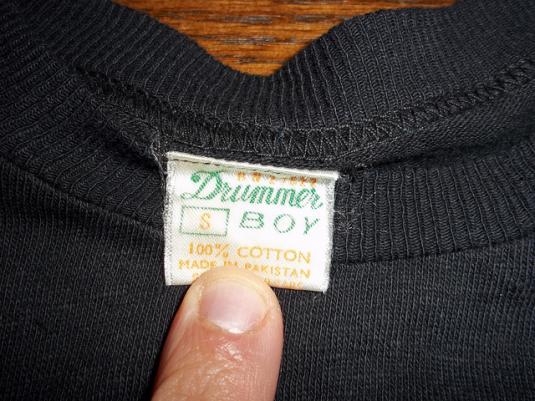 Drummer
S BOY
100% COTTON
MADE IN PAKISTAN